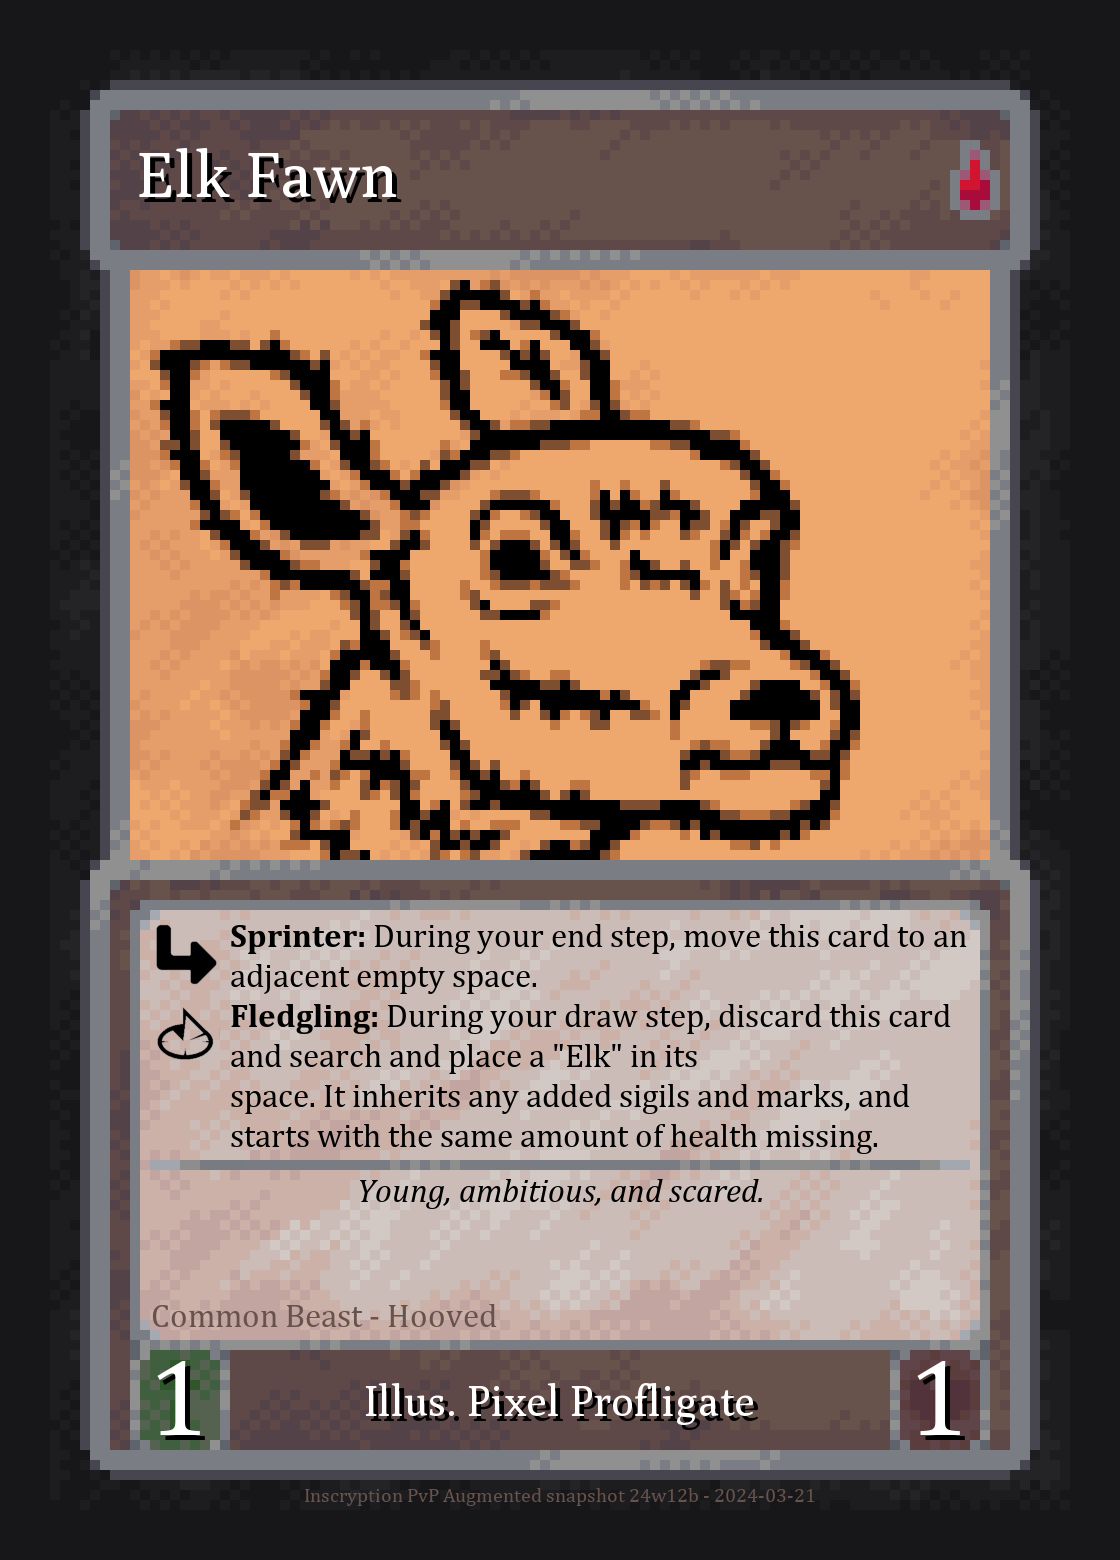 Elk Fawn
Sprinter: During your end step, move this card to an
adjacent empty space.
Fledgling: During your draw step, discard this card
and search and place a "Elk" in its
space. It inherits any added sigils and marks, and
starts with the same amount of health missing.
Young, ambitious, and scared.
Common Beast - Hooved
1
Illus. Pixel Profligate
1
Inscryption PvP Augmented snapshot 24w12b - 2024-03-21